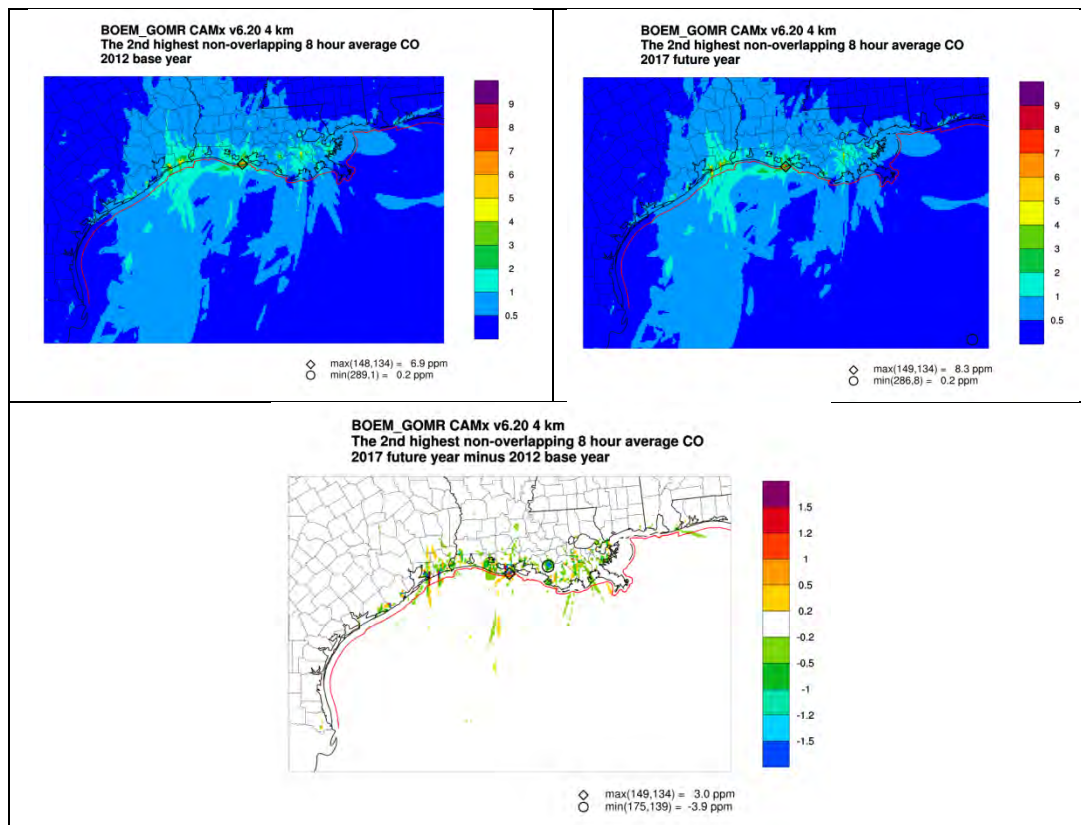 BOEM_GOMR CAMx v6.20 4 km
The 2nd highest non-overlapping 8 hour average CO
2012 base year
9
8
7
6
5
4
3
2
1
0.5
max(148,134) = 6.9 ppm
min(289,1) = 0.2 ppm
BOEM_GOMR CAMx v6.20 4 km
The 2nd highest non-overlapping 8 hour average CO
2017 future year
9
8
7
6
5
4
3
2
1
0.5
max(149,134) = 8.3 ppm
min(286,8) = 0.2 ppm
BOEM_GOMR CAMx v6.20 4 km
The 2nd highest non-overlapping 8 hour average CO
2017 future year minus 2012 base year
1.5
1
0.5
0.2
-0.2
-0.5
-1
-1.2
-1.5
max(149,134) = 3.0 ppm
min(175,139) = -3.9 ppm